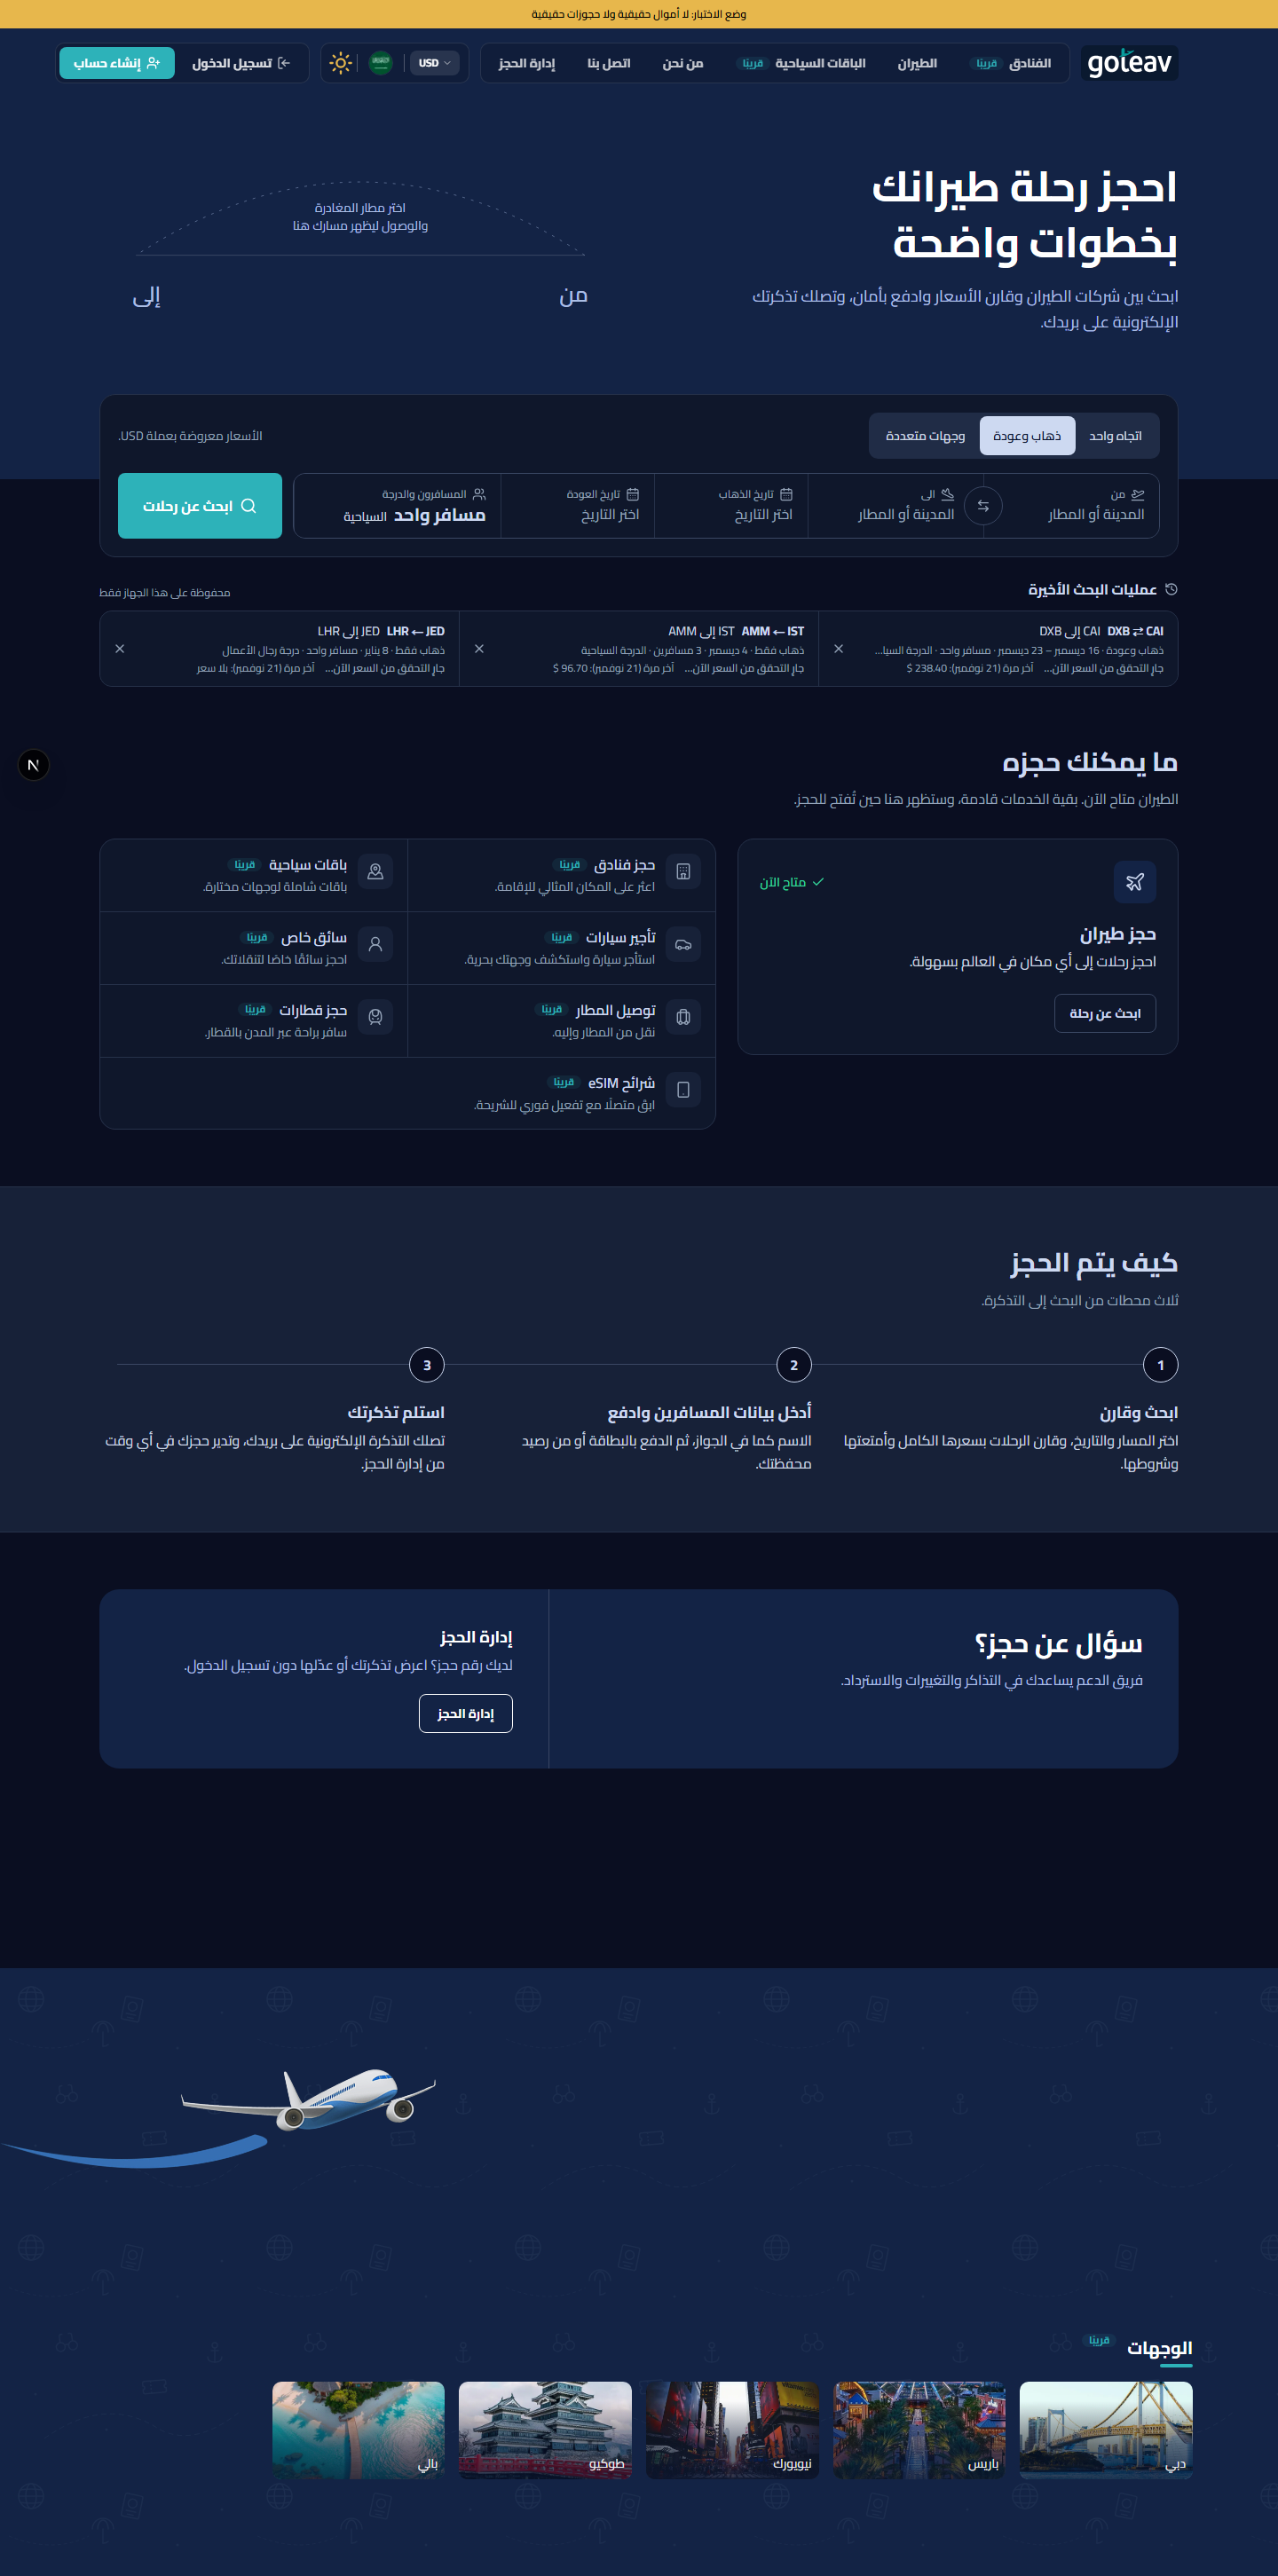 وضع الاختبار: لا أموال حقيقية ولا حجوزات حقيقية
goleav
الفنادق قريبًا
الطيران
الباقات السياحية قريبًا
من نحن
اتصل بنا
إدارة الحجز
USD
تسجيل الدخول
إنشاء حساب
احجز رحلة طيرانك
بخطوات واضحة
ابحث بين شركات الطيران وقارن الأسعار وادفع بأمان، وتصلك تذكرتك
الإلكترونية على بريدك.
اختر مطار المغادرة
والوصول ليظهر مسارك هنا
من
إلى
اتجاه واحد
ذهاب وعودة
وجهات متعددة
الأسعار معروضة بعملة USD.
من
المدينة أو المطار
الى
المدينة أو المطار
تاريخ الذهاب
اختر التاريخ
تاريخ العودة
اختر التاريخ
المسافرون والدرجة
مسافر واحد السياحية
ابحث عن رحلات
عمليات البحث الأخيرة
محفوظة على هذا الجهاز فقط
DXB ⇄ CAI CAI إلى DXB
ذهاب وعودة · 16 ديسمبر – 23 ديسمبر · مسافر واحد · الدرجة السيا...
جارٍ التحقق من السعر الآن... آخر مرة (21 نوفمبر): 238.40 $
AMM ← IST IST إلى AMM
ذهاب فقط · 4 ديسمبر · 3 مسافرين · الدرجة السياحية
جارٍ التحقق من السعر الآن... آخر مرة (21 نوفمبر): 96.70 $
LHR ← JED JED إلى LHR
ذهاب فقط · 8 يناير · مسافر واحد · درجة رجال الأعمال
جارٍ التحقق من السعر الآن... آخر مرة (21 نوفمبر): بلا سعر
ما يمكنك حجزه
الطيران متاح الآن. بقية الخدمات قادمة، وستظهر هنا حين تُفتح للحجز.
متاح الآن
حجز طيران
احجز رحلات إلى أي مكان في العالم بسهولة.
ابحث عن رحلة
حجز فنادق قريبًا
اعثر على المكان المثالي للإقامة.
باقات سياحية قريبًا
باقات شاملة لوجهات مختارة.
تأجير سيارات قريبًا
استأجر سيارة واستكشف وجهتك بحرية.
سائق خاص قريبًا
احجز سائقًا خاصًا لتنقلاتك.
توصيل المطار قريبًا
نقل من المطار وإليه.
حجز قطارات قريبًا
سافر براحة عبر المدن بالقطار.
شرائح eSIM قريبًا
ابقَ متصلًا مع تفعيل فوري للشريحة.
كيف يتم الحجز
ثلاث محطات من البحث إلى التذكرة.
1
ابحث وقارن
اختر المسار والتاريخ، وقارن الرحلات بسعرها الكامل وأمتعتها
وشروطها.
2
أدخل بيانات المسافرين وادفع
الاسم كما في الجواز، ثم الدفع بالبطاقة أو من رصيد
محفظتك.
3
استلم تذكرتك
تصلك التذكرة الإلكترونية على بريدك، وتدير حجزك في أي وقت
من إدارة الحجز.
سؤال عن حجز؟
فريق الدعم يساعدك في التذاكر والتغييرات والاسترداد.
إدارة الحجز
لديك رقم حجز؟ اعرض تذكرتك أو عدّلها دون تسجيل الدخول.
إدارة الحجز
الوجهات قريبًا
دبي
باريس
نيويورك
طوكيو
بالي